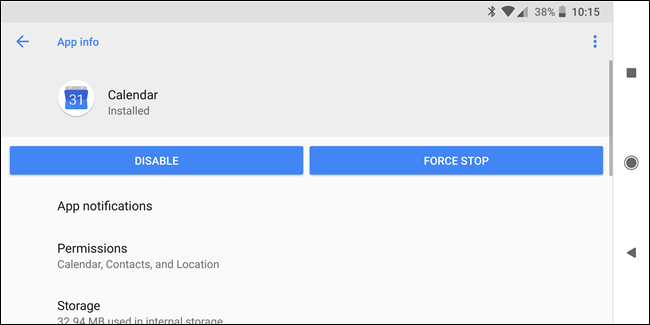 38% 10:15
App info
31
Calendar
Installed
DISABLE
FORCE STOP
App notifications
Permissions
Calendar, Contacts, and Location
Storage
32.94 MB used in internal storage